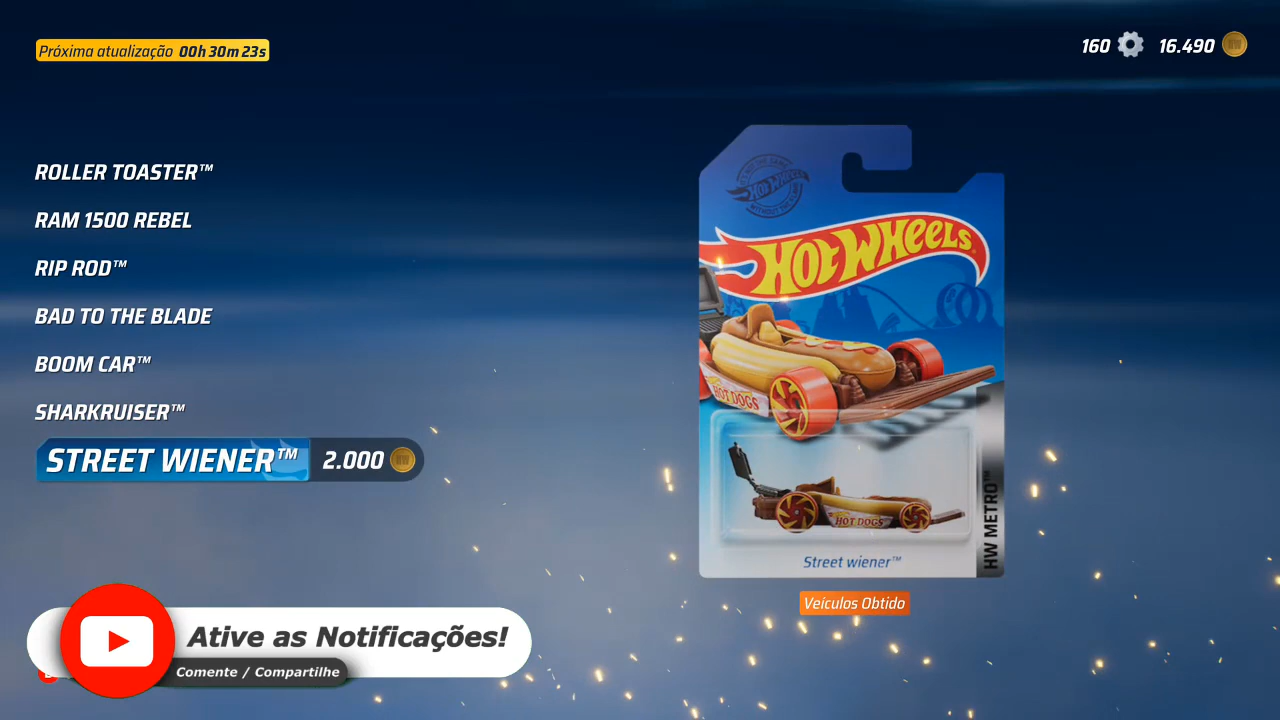 Próxima atualização 00h 30m 23s
160
16.490
ROLLER TOASTER™
RAM 1500 REBEL
RIP ROD™
BAD TO THE BLADE
BOOM CAR™
SHARKRUISER™
STREET WIENER™ 2.000
HOT WHEELS
HOT WHEELS
HOT DOGS
HOT DOGS
HW METRO™
Street wiener™
Veículos Obtido
Ative as Notificações!
Comente / Compartilhe